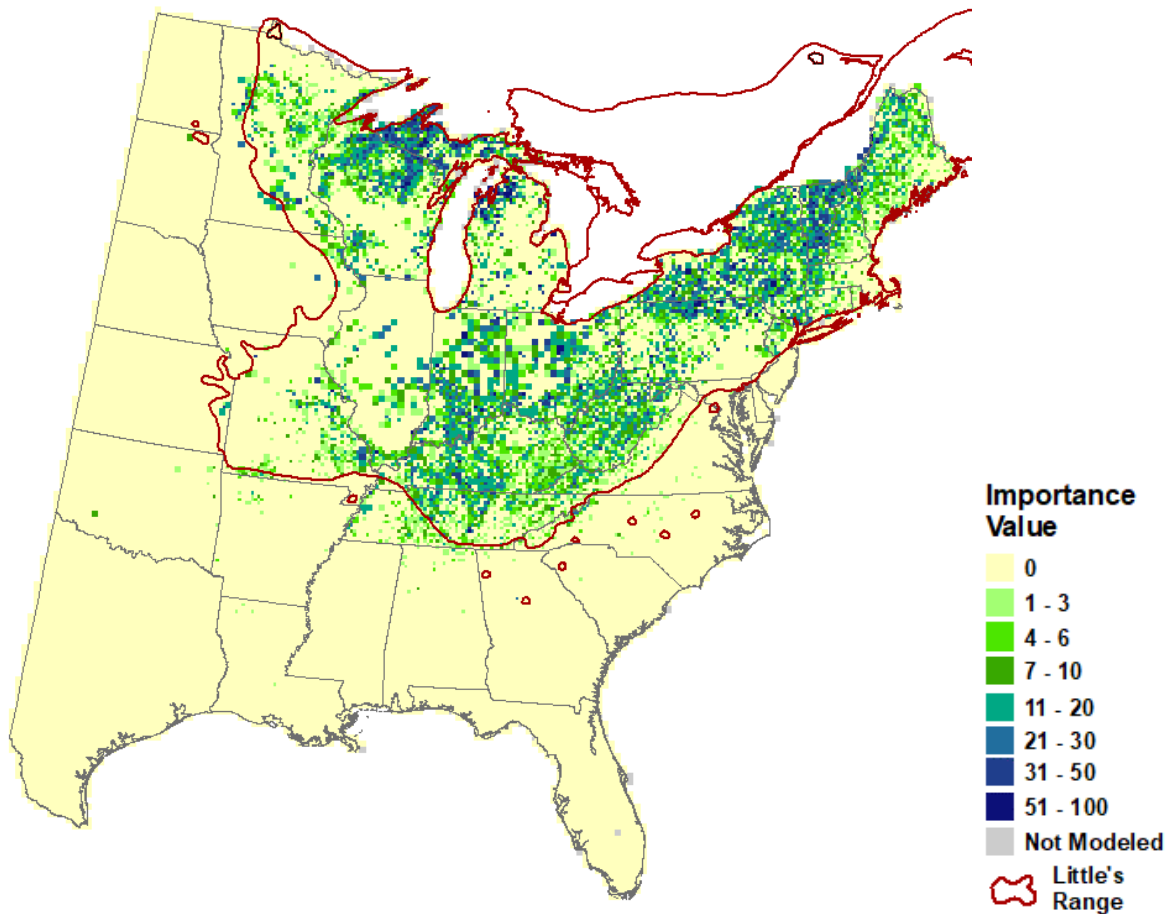 Importance
Value
0
1 - 3
4 - 6
7 - 10
11 - 20
21 - 30
31 - 50
51 - 100
Not Modeled
Little's
Range